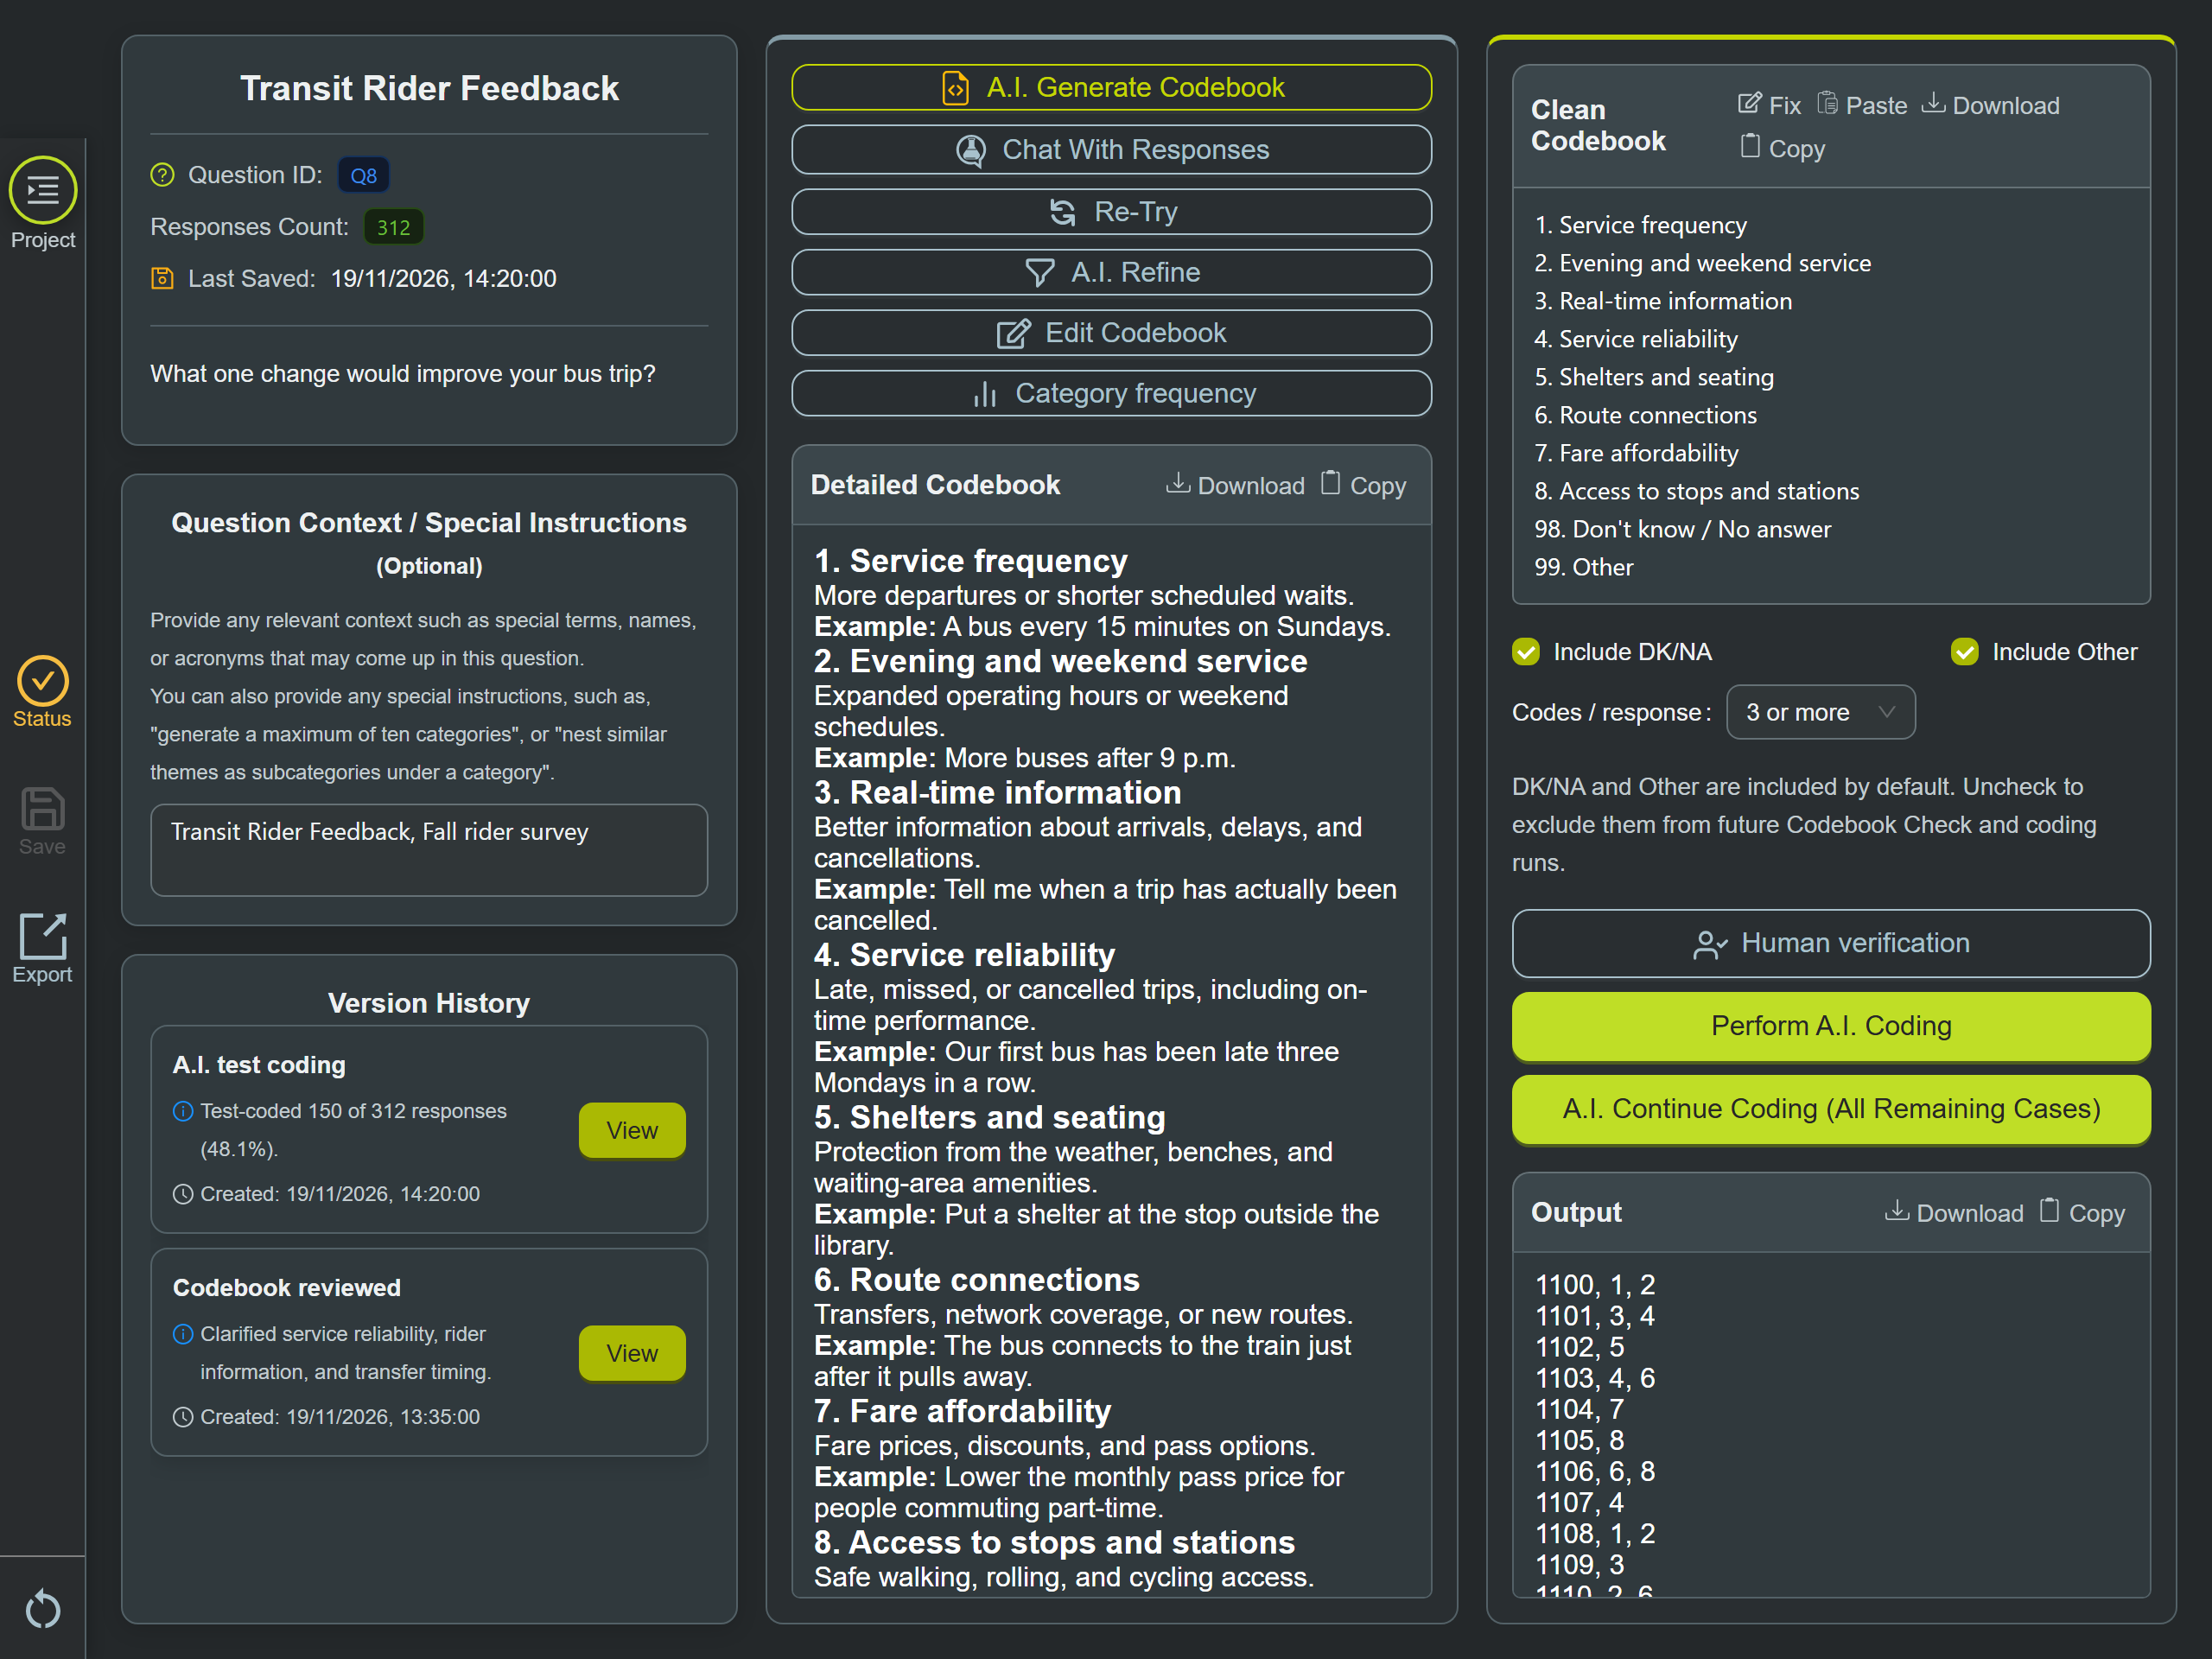 Project
Status
Save
Export
Transit Rider Feedback
Question ID: Q8
Responses Count: 312
Last Saved: 19/11/2026, 14:20:00
What one change would improve your bus trip?
Question Context / Special Instructions
(Optional)
Provide any relevant context such as special terms, names,
or acronyms that may come up in this question.
You can also provide any special instructions, such as,
"generate a maximum of ten categories", or "nest similar
themes as subcategories under a category".
Transit Rider Feedback, Fall rider survey
Version History
A.I. test coding
Test-coded 150 of 312 responses
(48.1%).
Created: 19/11/2026, 14:20:00
View
Codebook reviewed
Clarified service reliability, rider
information, and transfer timing.
Created: 19/11/2026, 13:35:00
View
A.I. Generate Codebook
Chat With Responses
Re-Try
A.I. Refine
Edit Codebook
Category frequency
Detailed Codebook
Download Copy
1. Service frequency
More departures or shorter scheduled waits.
Example: A bus every 15 minutes on Sundays.
2. Evening and weekend service
Expanded operating hours or weekend
schedules.
Example: More buses after 9 p.m.
3. Real-time information
Better information about arrivals, delays, and
cancellations.
Example: Tell me when a trip has actually been
cancelled.
4. Service reliability
Late, missed, or cancelled trips, including on-
time performance.
Example: Our first bus has been late three
Mondays in a row.
5. Shelters and seating
Protection from the weather, benches, and
waiting-area amenities.
Example: Put a shelter at the stop outside the
library.
6. Route connections
Transfers, network coverage, or new routes.
Example: The bus connects to the train just
after it pulls away.
7. Fare affordability
Fare prices, discounts, and pass options.
Example: Lower the monthly pass price for
people commuting part-time.
8. Access to stops and stations
Safe walking, rolling, and cycling access.
Clean
Codebook
Fix Paste Download
Copy
1. Service frequency
2. Evening and weekend service
3. Real-time information
4. Service reliability
5. Shelters and seating
6. Route connections
7. Fare affordability
8. Access to stops and stations
98. Don't know / No answer
99. Other
Include DK/NA
Include Other
Codes / response: 3 or more
DK/NA and Other are included by default. Uncheck to
exclude them from future Codebook Check and coding
runs.
Human verification
Perform A.I. Coding
A.I. Continue Coding (All Remaining Cases)
Output
Download Copy
1100, 1, 2
1101, 3, 4
1102, 5
1103, 4, 6
1104, 7
1105, 8
1106, 6, 8
1107, 4
1108, 1, 2
1109, 3
1110, 2, 6